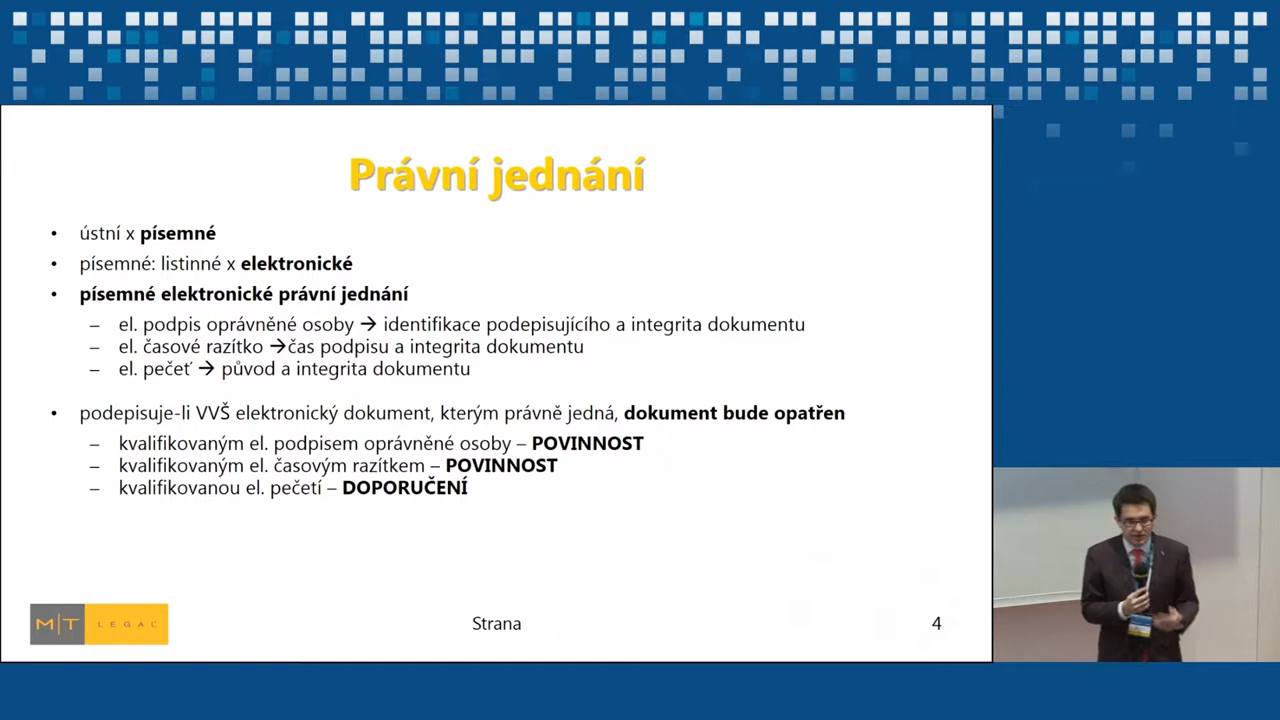 Právní jednání
• ústní x písemné
• písemné: listinné x elektronické
• písemné elektronické právní jednání
– el. podpis oprávněné osoby → identifikace podepisujícího a integrita dokumentu
– el. časové razítko →čas podpisu a integrita dokumentu
– el. pečeť → původ a integrita dokumentu
• podepisuje-li VVŠ elektronický dokument, kterým právně jedná, dokument bude opatřen
– kvalifikovaným el. podpisem oprávněné osoby – POVINNOST
– kvalifikovaným el. časovým razítkem – POVINNOST
– kvalifikovanou el. pečetí – DOPORUČENÍ
M|T LEGAL
Strana
4